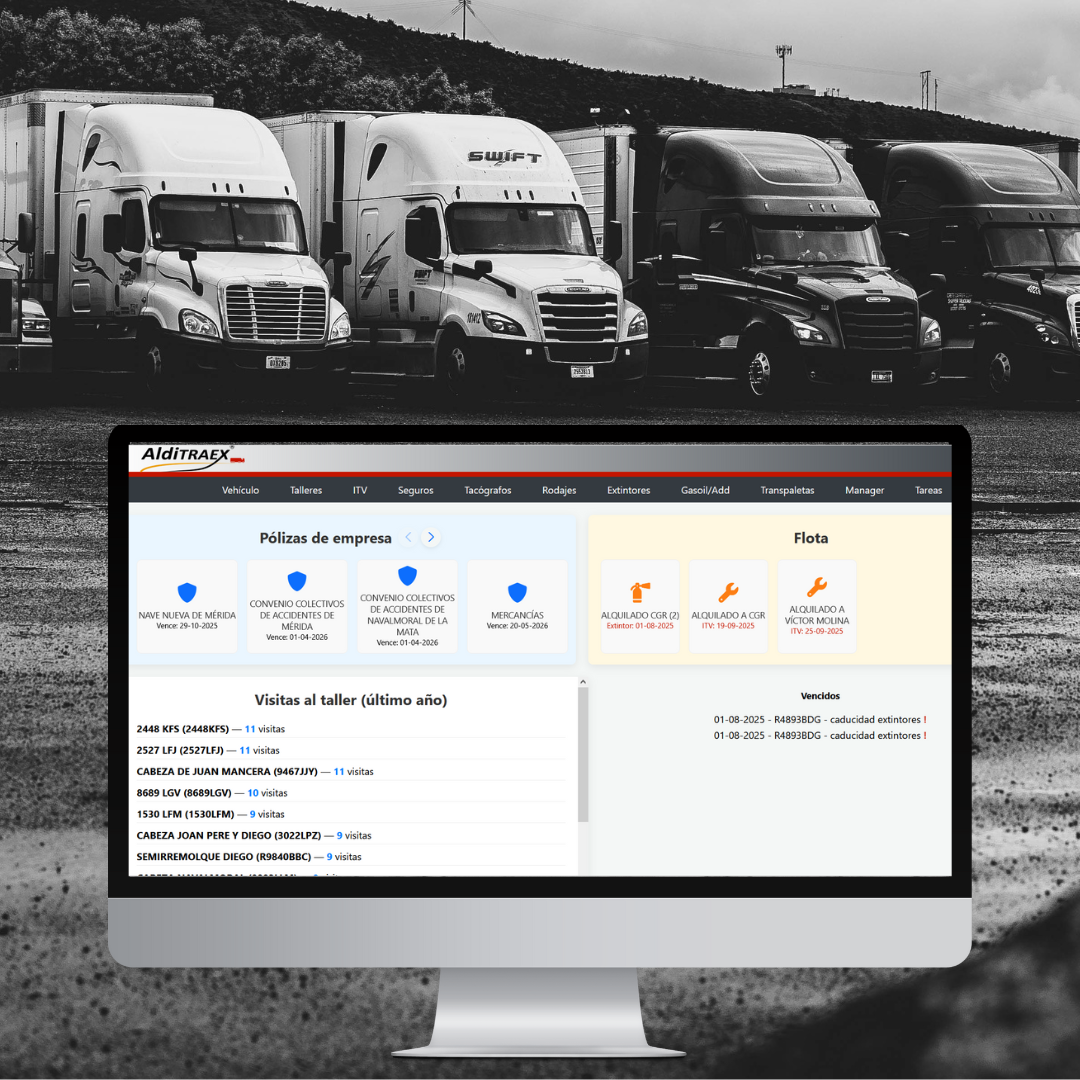 SWIFT
AldiTRAEX®
Vehículo Talleres ITV Seguros Tacógrafos Rodajes Extintores Gasoil/Add Transpaletas Manager Tareas
Pólizas de empresa
NAVE NUEVA DE MÉRIDA
Vence: 29-10-2025
CONVENIO COLECTIVOS
DE ACCIDENTES DE
MÉRIDA
Vence: 01-04-2026
CONVENIO COLECTIVOS
DE ACCIDENTES DE
NAVALMORAL DE LA
MATA
Vence: 01-04-2026
MERCANCÍAS
Vence: 20-05-2026
Flota
ALQUILADO CGR (2)
Extintor: 01-08-2025
ALQUILADO A CGR
ITV: 19-09-2025
ALQUILADO A
VÍCTOR MOLINA
ITV: 25-09-2025
Visitas al taller (último año)
2448 KFS (2448KFS) — 11 visitas
2527 LFJ (2527LFJ) — 11 visitas
CABEZA DE JUAN MANCERA (9467JJY) — 11 visitas
8689 LGV (8689LGV) — 10 visitas
1530 LFM (1530LFM) — 9 visitas
CABEZA JOAN PERE Y DIEGO (3022LPZ) — 9 visitas
SEMIRREMOLQUE DIEGO (R9840BBC) — 9 visitas
Vencidos
01-08-2025 - R4893BDG - caducidad extintores !
01-08-2025 - R4893BDG - caducidad extintores !